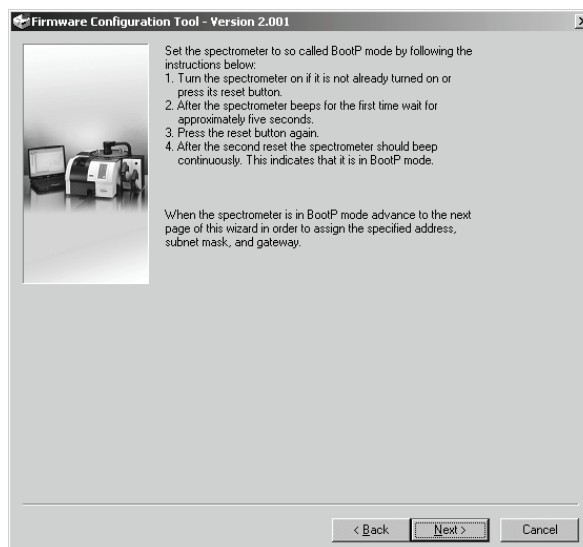 Firmware Configuration Tool - Version 2.001
Set the spectrometer to so called BootP mode by following the
instructions below:
1. Turn the spectrometer on if it is not already turned on or
press its reset button.
2. After the spectrometer beeps for the first time wait for
approximately five seconds.
3. Press the reset button again.
4. After the second reset the spectrometer should beep
continuously. This indicates that it is in BootP mode.
When the spectrometer is in BootP mode advance to the next
page of this wizard in order to assign the specified address,
subnet mask, and gateway.
< Back Next > Cancel